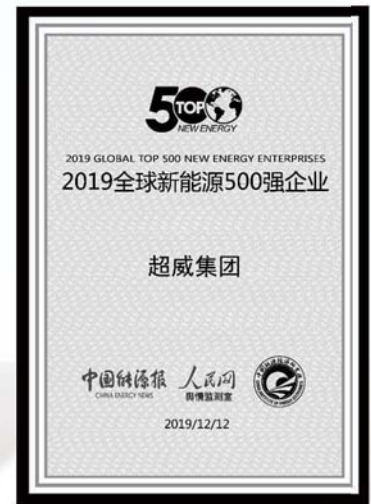 500
TOP
NEW ENERGY
2019 GLOBAL TOP 500 NEW ENERGY ENTERPRISES
2019全球新能源500强企业
超威集团
中国能源报
CHINA ENERGY NEWS
人民网
舆情监测室
2019/12/12